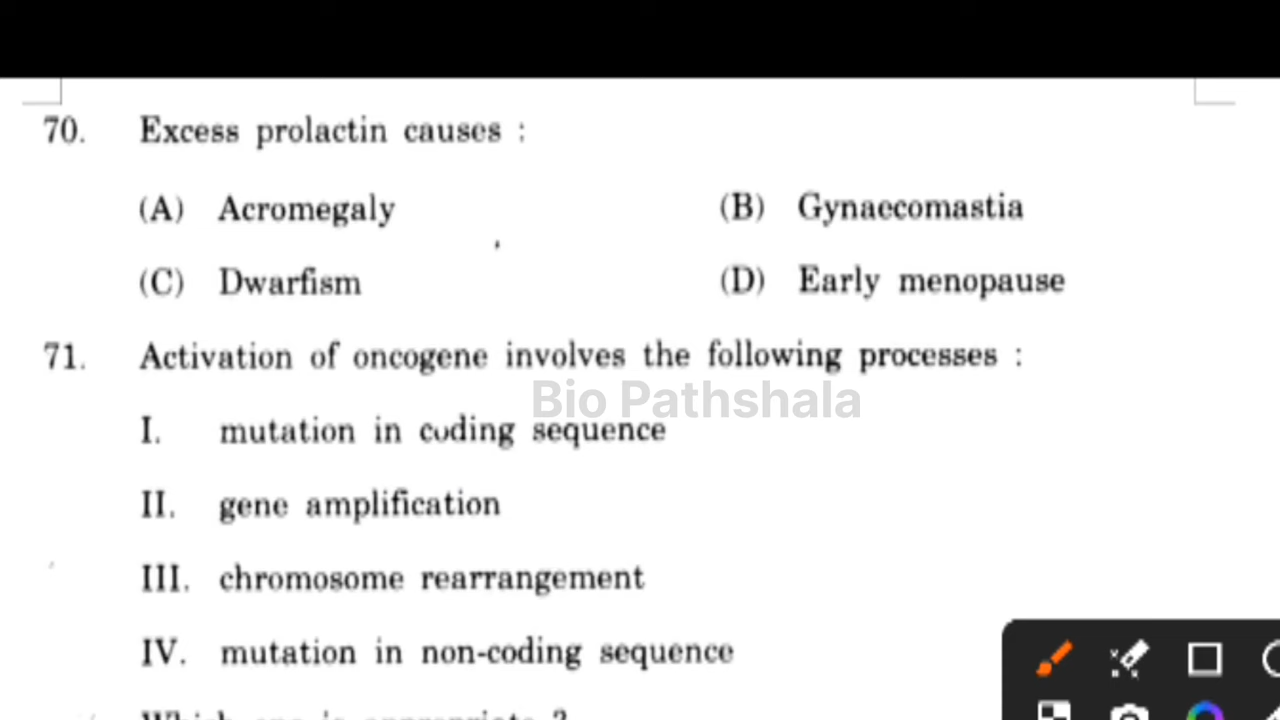 70. Excess prolactin causes :
(A) Acromegaly (B) Gynaecomastia
(C) Dwarfism (D) Early menopause
71. Activation of oncogene involves the following processes :
Bio Pathshala
I. mutation in coding sequence
II. gene amplification
III. chromosome rearrangement
IV. mutation in non-coding sequence